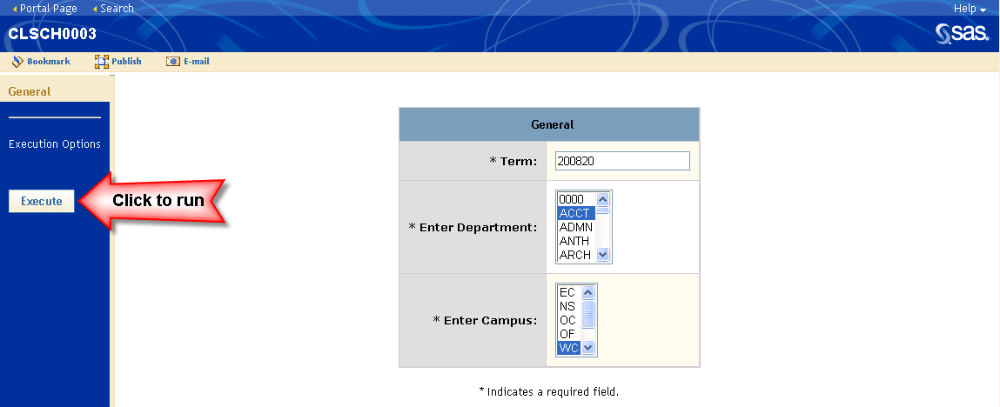 Portal Page Search Help
CLSCH0003
sas.
Bookmark Publish E-mail
General
Execution Options
Execute
Click to run
General
* Term: 200820
* Enter Department:
0000
ACCT
ADMN
ANTH
ARCH
* Enter Campus:
EC
NS
OC
OF
WC
* Indicates a required field.